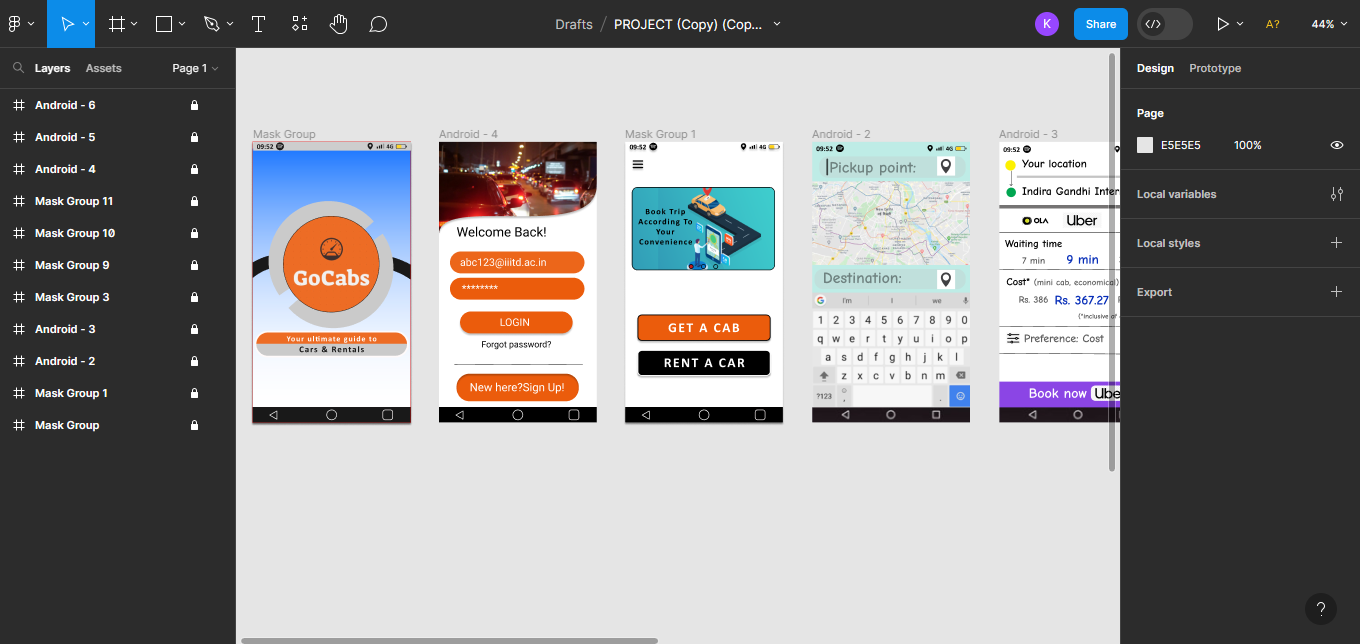 Drafts / PROJECT (Copy) (Cop...
K
Share
A?
44%
Layers
Assets
Page 1
Android - 6
Android - 5
Android - 4
Mask Group 11
Mask Group 10
Mask Group 9
Mask Group 3
Android - 3
Android - 2
Mask Group 1
Mask Group
Mask Group
09:52
4G
GoCabs
Your ultimate guide to
Cars & Rentals
Android - 4
Welcome Back!
abc123@iiitd.ac.in
********
LOGIN
Forgot password?
New here?Sign Up!
Mask Group 1
09:52
4G
Book Trip
According To
Your
Convenience
GET A CAB
RENT A CAR
Android - 2
09:52
4G
Pickup point:
Destination:
G
I'm
I
we
1 2 3 4 5 6 7 8 9 0
q w e r t y u i o p
a s d f g h j k l
z x c v b n m
?123 , .
Android - 3
09:52
Your location
Indira Gandhi Inter
OLA
Uber
Waiting time
7 min
9 min
Cost* (mini cab, economical)
Rs. 386
Rs. 367.27
(*inclusive of
Preference: Cost
Book now Ube
Design
Prototype
Page
E5E5E5
100%
Local variables
Local styles
Export
?